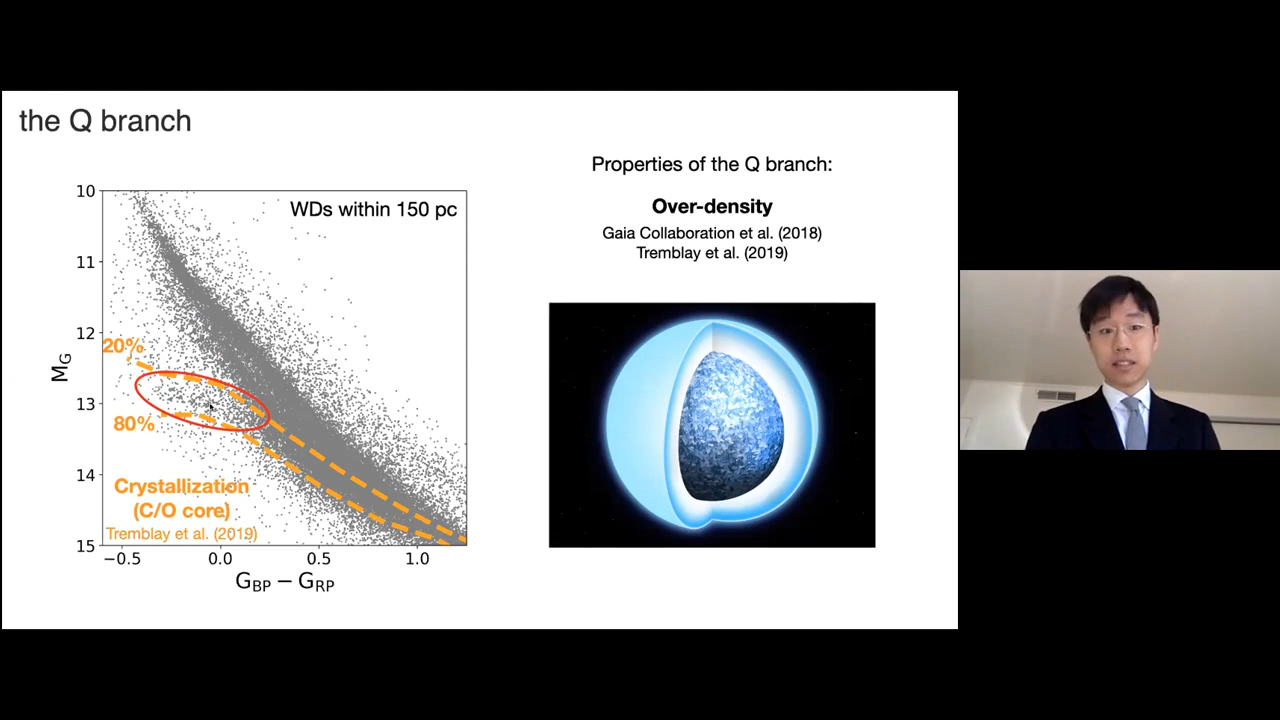 the Q branch
Properties of the Q branch:
Over-density
Gaia Collaboration et al. (2018)
Tremblay et al. (2019)
WDs within 150 pc
10
11
12
13
14
15
M_G
20%
80%
Crystallization
(C/O core)
Tremblay et al. (2019)
−0.5 0.0 0.5 1.0
G_BP − G_RP